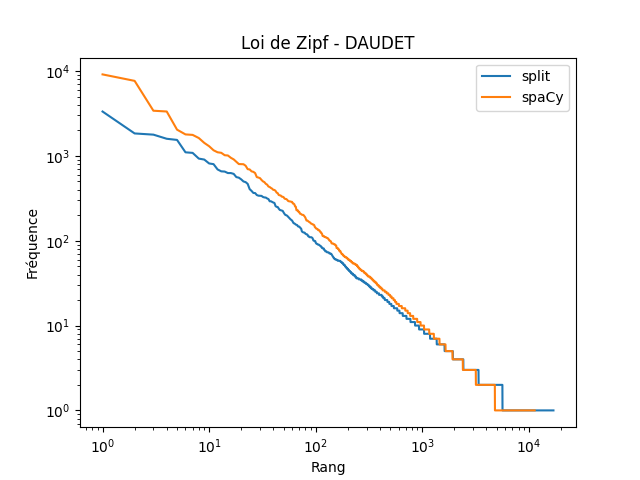 Loi de Zipf - DAUDET
split
spaCy
Fréquence
10⁴
10³
10²
10¹
10⁰
10⁰ 10¹ 10² 10³ 10⁴
Rang